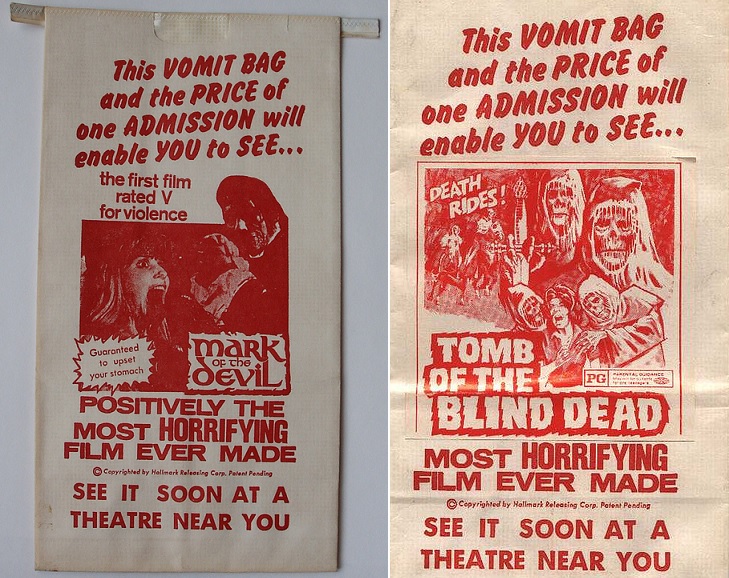 This VOMIT BAG
and the PRICE of
one ADMISSION will
enable YOU to SEE...
the first film
rated V
for violence
Guaranteed
to upset
your stomach
mark
of the
devil
POSITIVELY THE
MOST HORRIFYING
FILM EVER MADE
© Copyrighted by Hallmark Releasing Corp. Patent Pending
SEE IT SOON AT A
THEATRE NEAR YOU
This VOMIT BAG
and the PRICE of
one ADMISSION will
enable YOU to SEE...
DEATH
RIDES!
TOMB
OF THE
BLIND DEAD
PG PARENTAL GUIDANCE
MOST HORRIFYING
FILM EVER MADE
© Copyrighted by Hallmark Releasing Corp. Patent Pending
SEE IT SOON AT A
THEATRE NEAR YOU